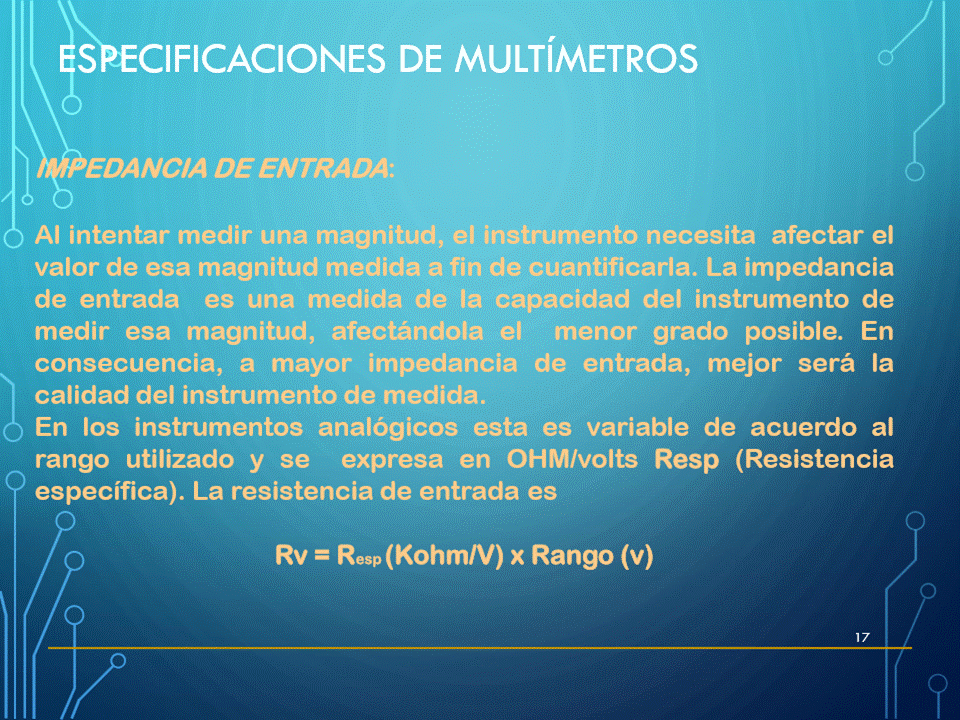 ESPECIFICACIONES DE MULTÍMETROS
IMPEDANCIA DE ENTRADA:
Al intentar medir una magnitud, el instrumento necesita afectar el
valor de esa magnitud medida a fin de cuantificarla. La impedancia
de entrada es una medida de la capacidad del instrumento de
medir esa magnitud, afectándola el menor grado posible. En
consecuencia, a mayor impedancia de entrada, mejor será la
calidad del instrumento de medida.
En los instrumentos analógicos esta es variable de acuerdo al
rango utilizado y se expresa en OHM/volts Resp (Resistencia
específica). La resistencia de entrada es
Rv = Resp (Kohm/V) x Rango (v)
17